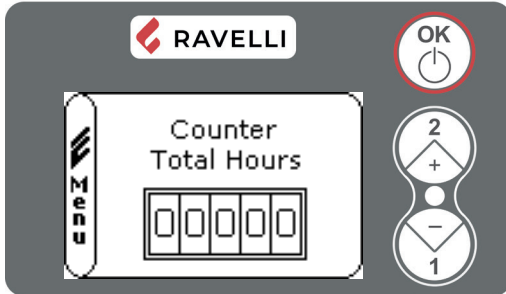 RAVELLI
OK
Menu
Counter
Total Hours
00000
2
+
−
1